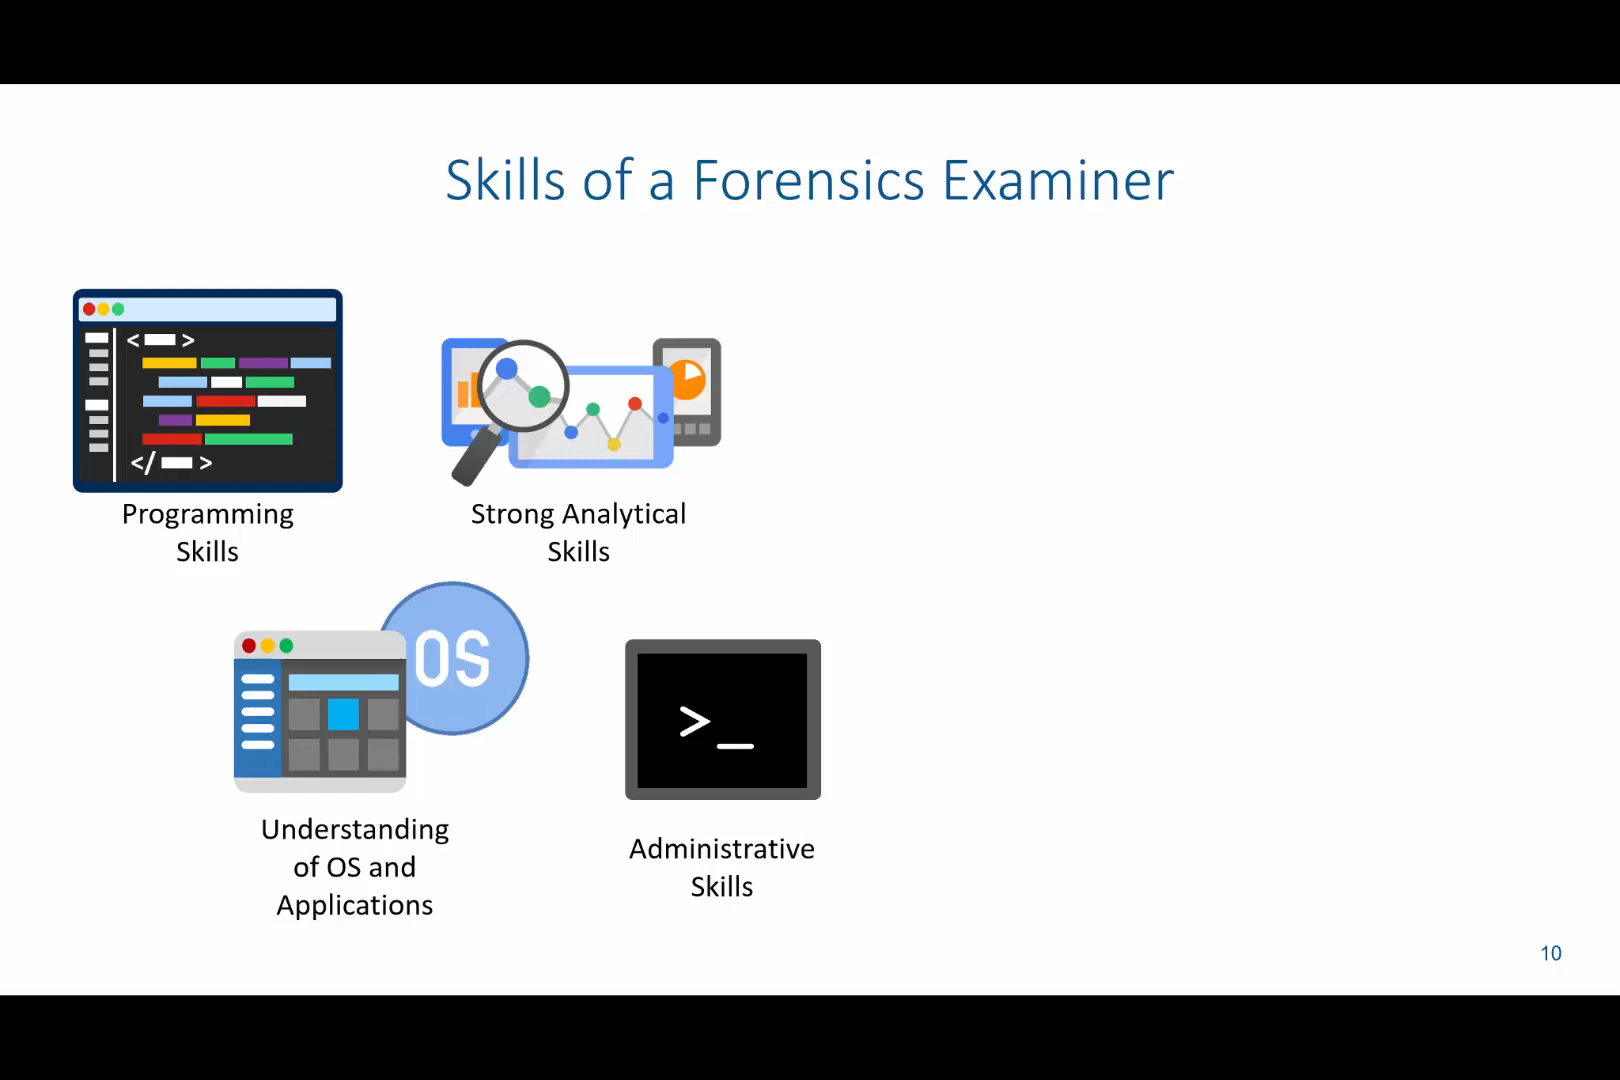 Skills of a Forensics Examiner
< >
</ >
Programming
Skills
Strong Analytical
Skills
OS
Understanding
of OS and
Applications
>_
Administrative
Skills
10